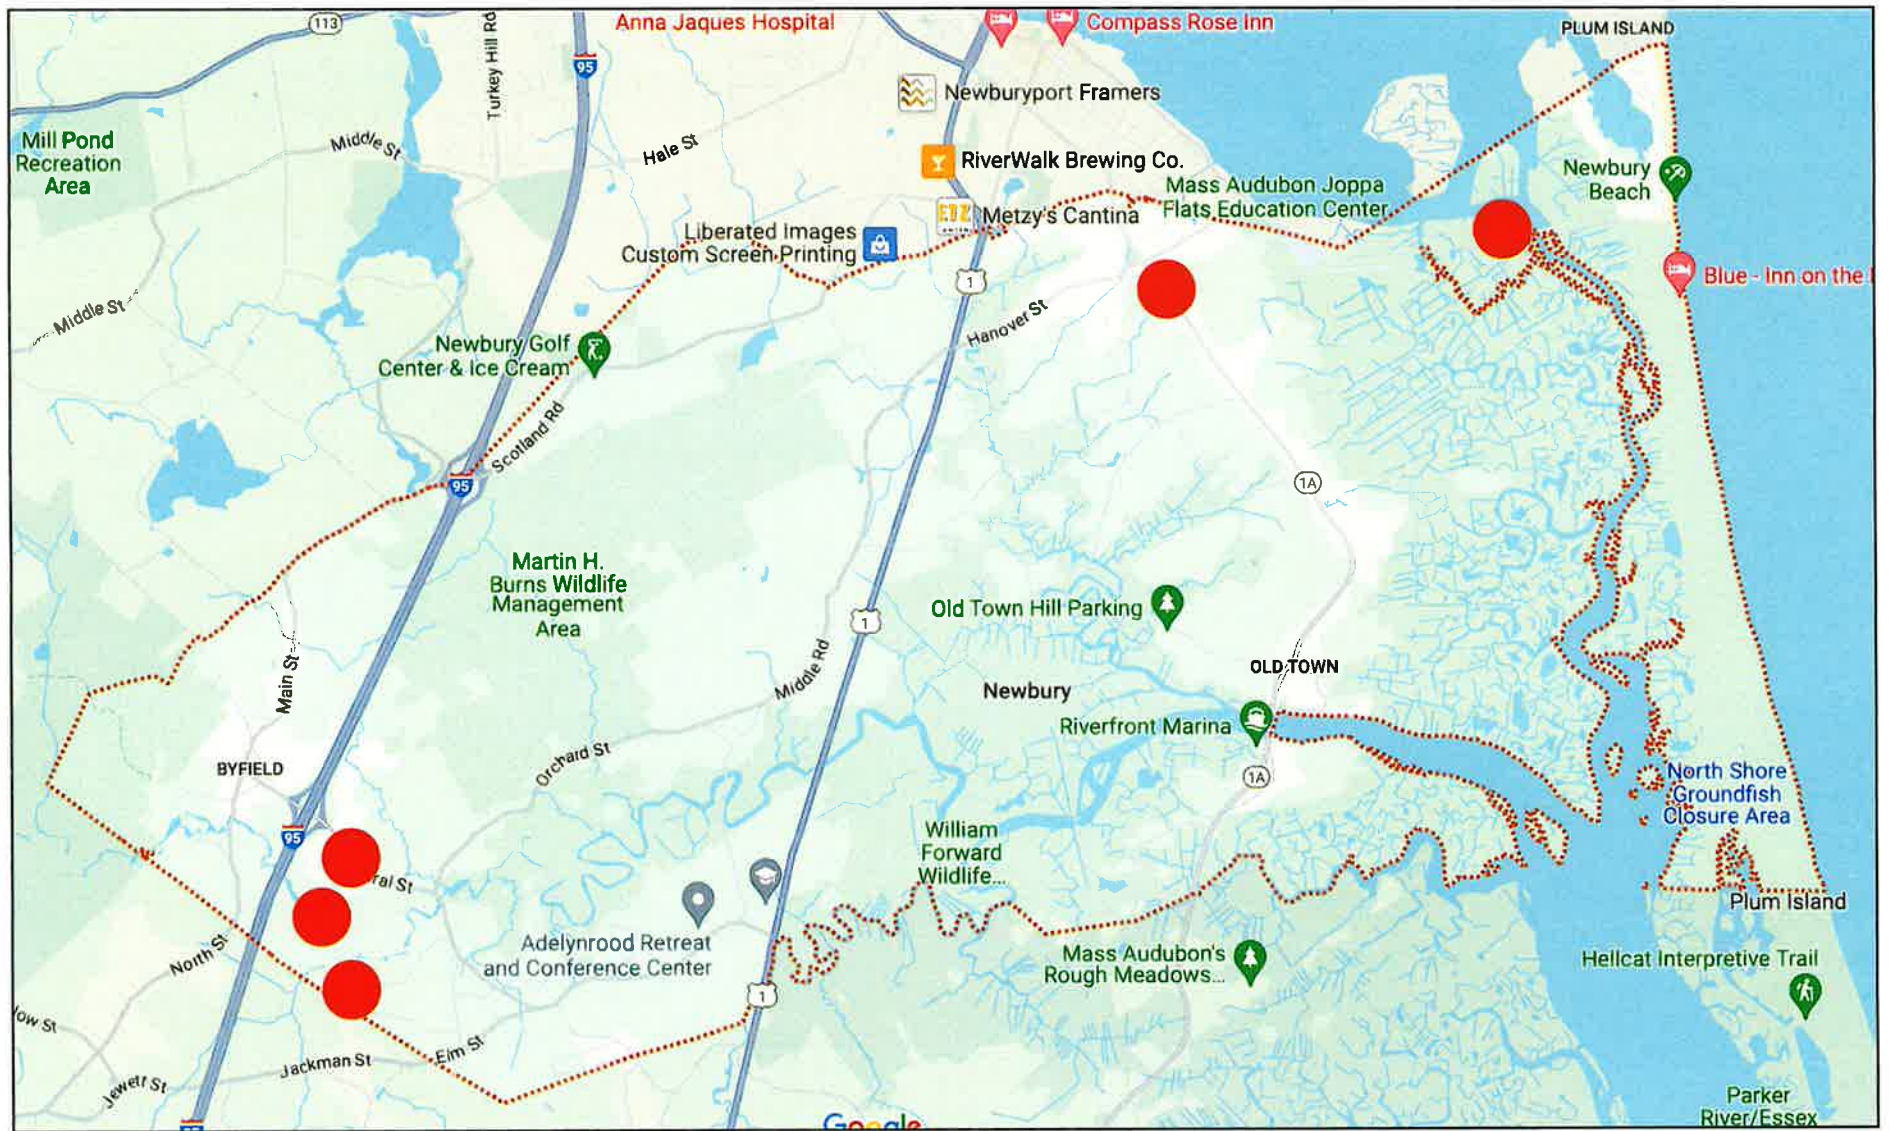 113
Turkey Hill Rd
95
Anna Jaques Hospital
Compass Rose Inn
PLUM ISLAND
Newburyport Framers
Mill Pond
Recreation
Area
Middle St
Hale St
RiverWalk Brewing Co.
Newbury
Beach
Mass Audubon Joppa
Flats Education Center
Metzy's Cantina
Liberated Images
Custom Screen Printing
1
Blue - Inn on the
Middle St
Hanover St
Newbury Golf
Center & Ice Cream
Scotland Rd
95
1A
Martin H.
Burns Wildlife
Management
Area
Old Town Hill Parking
1
Main St
Middle Rd
OLD TOWN
Newbury
Riverfront Marina
BYFIELD
Orchard St
1A
North Shore
Groundfish
Closure Area
95
William
Forward
Wildlife...
ral St
Plum Island
Adelynrood Retreat
and Conference Center
North St
Mass Audubon's
Rough Meadows...
Hellcat Interpretive Trail
1
low St
Elm St
Jackman St
Jewett St
Parker
River/Essex
Google
95